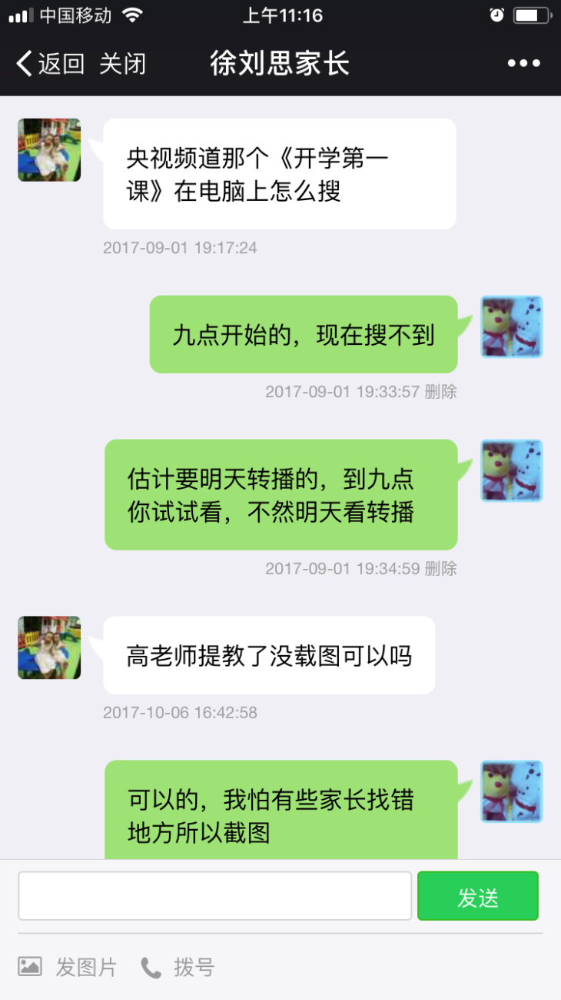 中国移动 上午11:16
返回 关闭 徐刘思家长
央视频道那个《开学第一
课》在电脑上怎么搜
2017-09-01 19:17:24
九点开始的，现在搜不到
2017-09-01 19:33:57 删除
估计要明天转播的，到九点
你试试看，不然明天看转播
2017-09-01 19:34:59 删除
高老师提教了没载图可以吗
2017-10-06 16:42:58
可以的，我怕有些家长找错
地方所以截图
发送
发图片 拨号